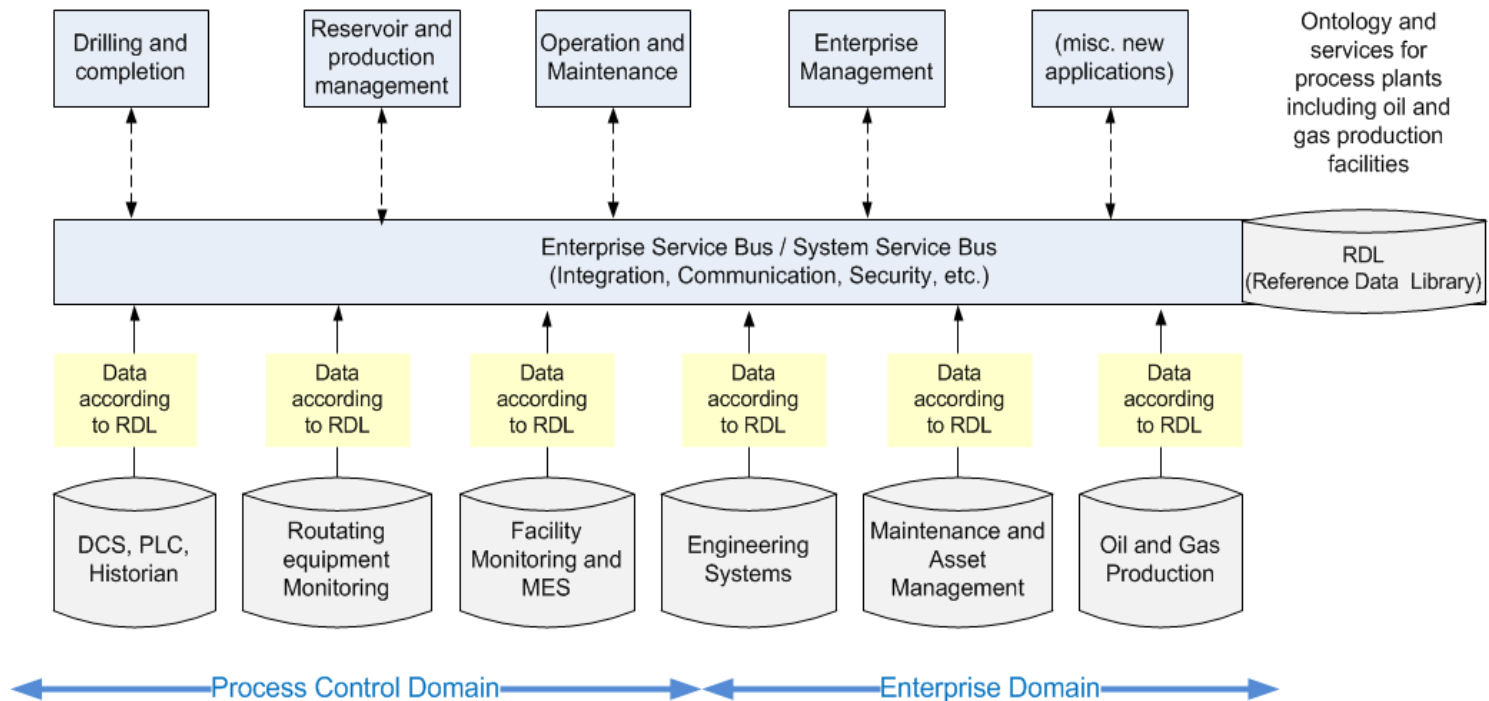 Drilling and
completion
Reservoir and
production
management
Operation and
Maintenance
Enterprise
Management
(misc. new
applications)
Ontology and
services for
process plants
including oil and
gas production
facilities
Enterprise Service Bus / System Service Bus
(Integration, Communication, Security, etc.)
RDL
(Reference Data Library)
Data
according
to RDL
Data
according
to RDL
Data
according
to RDL
Data
according
to RDL
Data
according
to RDL
Data
according
to RDL
DCS, PLC,
Historian
Routating
equipment
Monitoring
Facility
Monitoring and
MES
Engineering
Systems
Maintenance and
Asset
Management
Oil and Gas
Production
Process Control Domain
Enterprise Domain